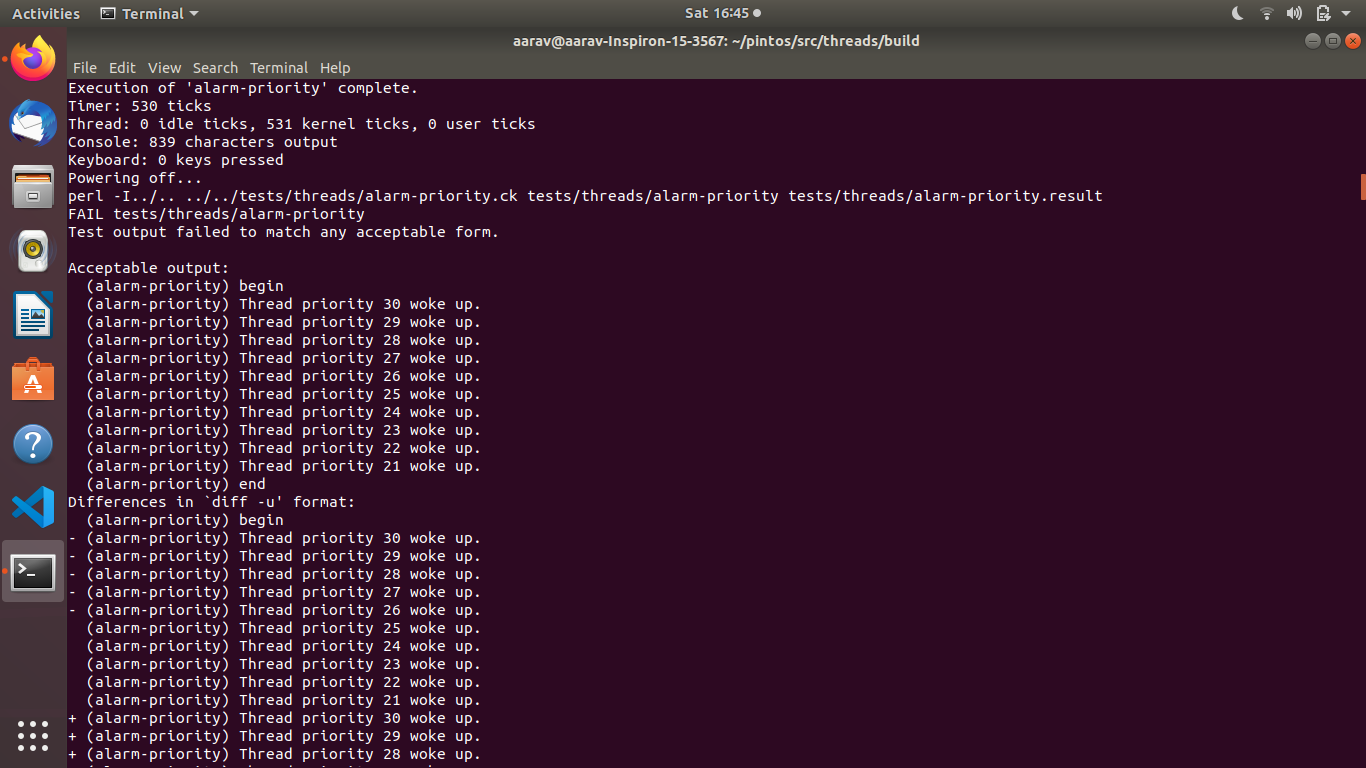 Activities Terminal Sat 16:45
aarav@aarav-Inspiron-15-3567: ~/pintos/src/threads/build
File Edit View Search Terminal Help
Execution of 'alarm-priority' complete.
Timer: 530 ticks
Thread: 0 idle ticks, 531 kernel ticks, 0 user ticks
Console: 839 characters output
Keyboard: 0 keys pressed
Powering off...
perl -I../.. ../../tests/threads/alarm-priority.ck tests/threads/alarm-priority tests/threads/alarm-priority.result
FAIL tests/threads/alarm-priority
Test output failed to match any acceptable form.

Acceptable output:
  (alarm-priority) begin
  (alarm-priority) Thread priority 30 woke up.
  (alarm-priority) Thread priority 29 woke up.
  (alarm-priority) Thread priority 28 woke up.
  (alarm-priority) Thread priority 27 woke up.
  (alarm-priority) Thread priority 26 woke up.
  (alarm-priority) Thread priority 25 woke up.
  (alarm-priority) Thread priority 24 woke up.
  (alarm-priority) Thread priority 23 woke up.
  (alarm-priority) Thread priority 22 woke up.
  (alarm-priority) Thread priority 21 woke up.
  (alarm-priority) end
Differences in `diff -u' format:
  (alarm-priority) begin
- (alarm-priority) Thread priority 30 woke up.
- (alarm-priority) Thread priority 29 woke up.
- (alarm-priority) Thread priority 28 woke up.
- (alarm-priority) Thread priority 27 woke up.
- (alarm-priority) Thread priority 26 woke up.
  (alarm-priority) Thread priority 25 woke up.
  (alarm-priority) Thread priority 24 woke up.
  (alarm-priority) Thread priority 23 woke up.
  (alarm-priority) Thread priority 22 woke up.
  (alarm-priority) Thread priority 21 woke up.
+ (alarm-priority) Thread priority 30 woke up.
+ (alarm-priority) Thread priority 29 woke up.
+ (alarm-priority) Thread priority 28 woke up.